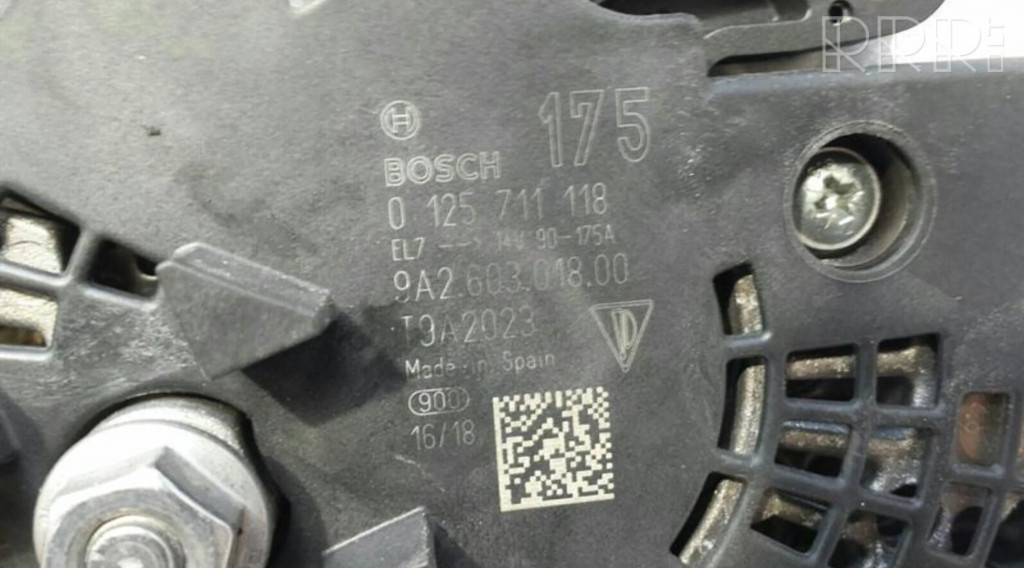 RRR
175
BOSCH
0 125 711 118
EL7 14V 90-175A
9A2.603.018.00
T9A2023
Made in Spain
900
16/18